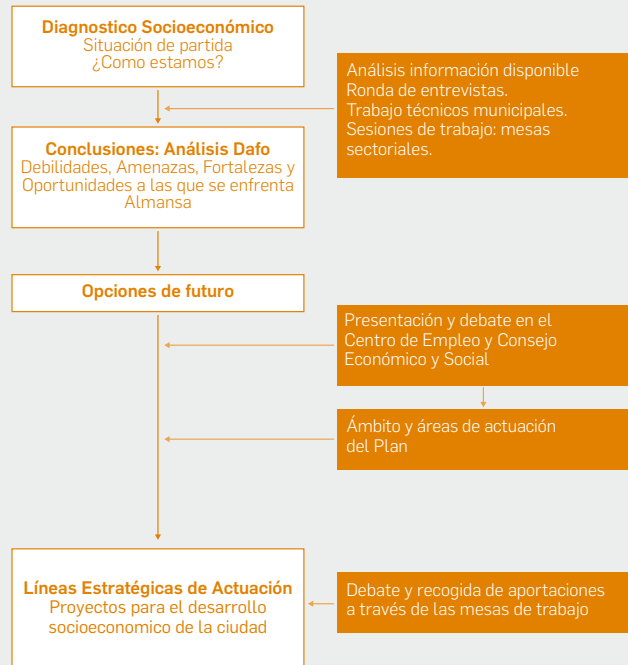 Diagnostico Socioeconómico
Situación de partida
¿Como estamos?
Análisis información disponible
Ronda de entrevistas.
Trabajo técnicos municipales.
Sesiones de trabajo: mesas
sectoriales.
Conclusiones: Análisis Dafo
Debilidades, Amenazas, Fortalezas y
Oportunidades a las que se enfrenta
Almansa
Opciones de futuro
Presentación y debate en el
Centro de Empleo y Consejo
Económico y Social
Ámbito y áreas de actuación
del Plan
Líneas Estratégicas de Actuación
Proyectos para el desarrollo
socioeconomico de la ciudad
Debate y recogida de aportaciones
a través de las mesas de trabajo